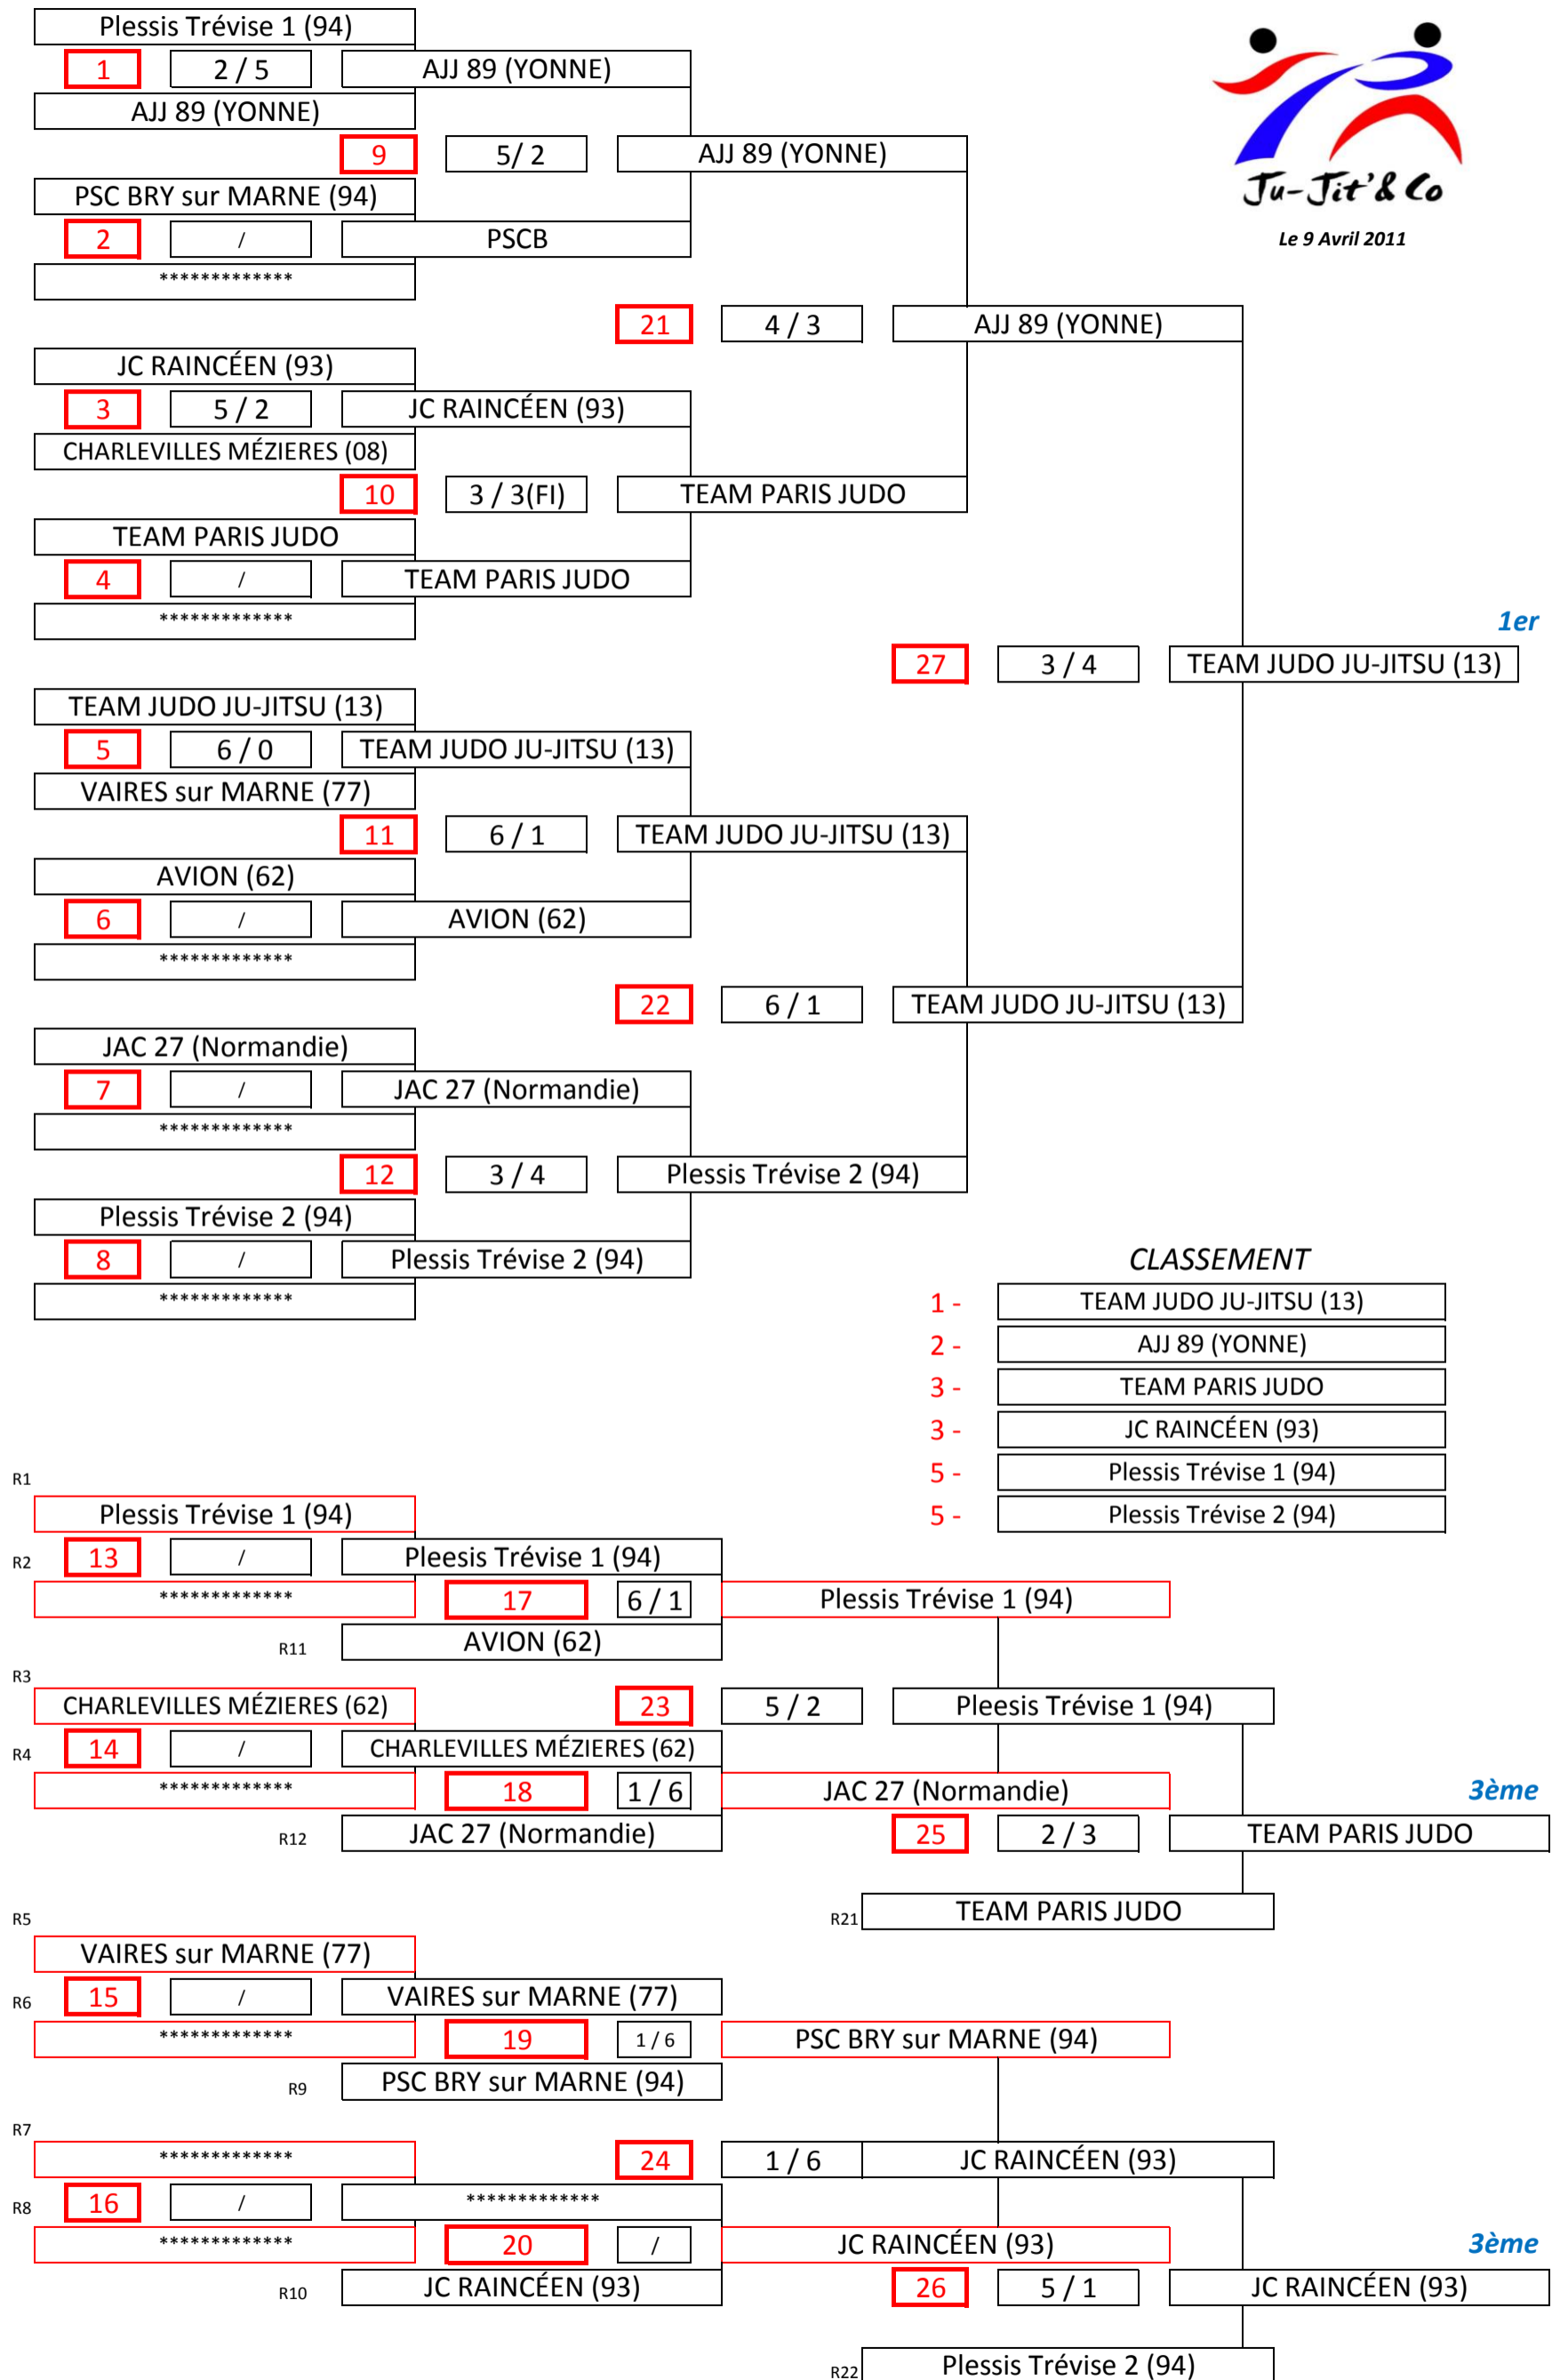 Plessis Trévise 1 (94)
1 2 / 5 AJJ 89 (YONNE)
AJJ 89 (YONNE)
9 5/ 2 AJJ 89 (YONNE)
PSC BRY sur MARNE (94)
Ju-Jit'& Co
2 / PSCB
Le 9 Avril 2011
*************
21 4 / 3 AJJ 89 (YONNE)
JC RAINCÉEN (93)
3 5 / 2 JC RAINCÉEN (93)
CHARLEVILLES MÉZIERES (08)
10 3 / 3(FI) TEAM PARIS JUDO
TEAM PARIS JUDO
4 / TEAM PARIS JUDO
*************
1er
27 3 / 4 TEAM JUDO JU-JITSU (13)
TEAM JUDO JU-JITSU (13)
5 6 / 0 TEAM JUDO JU-JITSU (13)
VAIRES sur MARNE (77)
11 6 / 1 TEAM JUDO JU-JITSU (13)
AVION (62)
6 / AVION (62)
*************
22 6 / 1 TEAM JUDO JU-JITSU (13)
JAC 27 (Normandie)
7 / JAC 27 (Normandie)
*************
12 3 / 4 Plessis Trévise 2 (94)
Plessis Trévise 2 (94)
8 / Plessis Trévise 2 (94)
*************
CLASSEMENT
1 - TEAM JUDO JU-JITSU (13)
2 - AJJ 89 (YONNE)
3 - TEAM PARIS JUDO
3 - JC RAINCÉEN (93)
5 - Plessis Trévise 1 (94)
5 - Plessis Trévise 2 (94)
R1
Plessis Trévise 1 (94)
R2 13 / Pleesis Trévise 1 (94)
************* 17 6 / 1 Plessis Trévise 1 (94)
R11 AVION (62)
R3
CHARLEVILLES MÉZIERES (62) 23 5 / 2 Pleesis Trévise 1 (94)
R4 14 / CHARLEVILLES MÉZIERES (62)
************* 18 1 / 6 JAC 27 (Normandie) 3ème
R12 JAC 27 (Normandie) 25 2 / 3 TEAM PARIS JUDO
R5 R21 TEAM PARIS JUDO
VAIRES sur MARNE (77)
R6 15 / VAIRES sur MARNE (77)
************* 19 1 / 6 PSC BRY sur MARNE (94)
R9 PSC BRY sur MARNE (94)
R7
************* 24 1 / 6 JC RAINCÉEN (93)
R8 16 / *************
************* 20 / JC RAINCÉEN (93) 3ème
R10 JC RAINCÉEN (93) 26 5 / 1 JC RAINCÉEN (93)
R22 Plessis Trévise 2 (94)